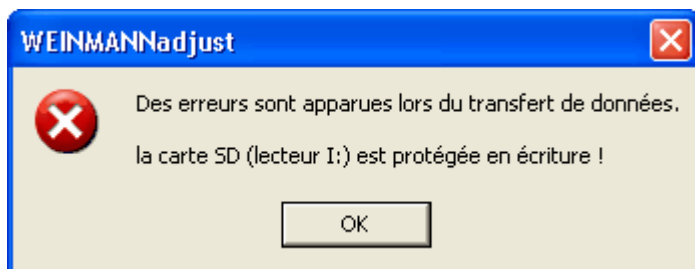 WEINMANNadjust
Des erreurs sont apparues lors du transfert de données.
la carte SD (lecteur I:) est protégée en écriture !
OK